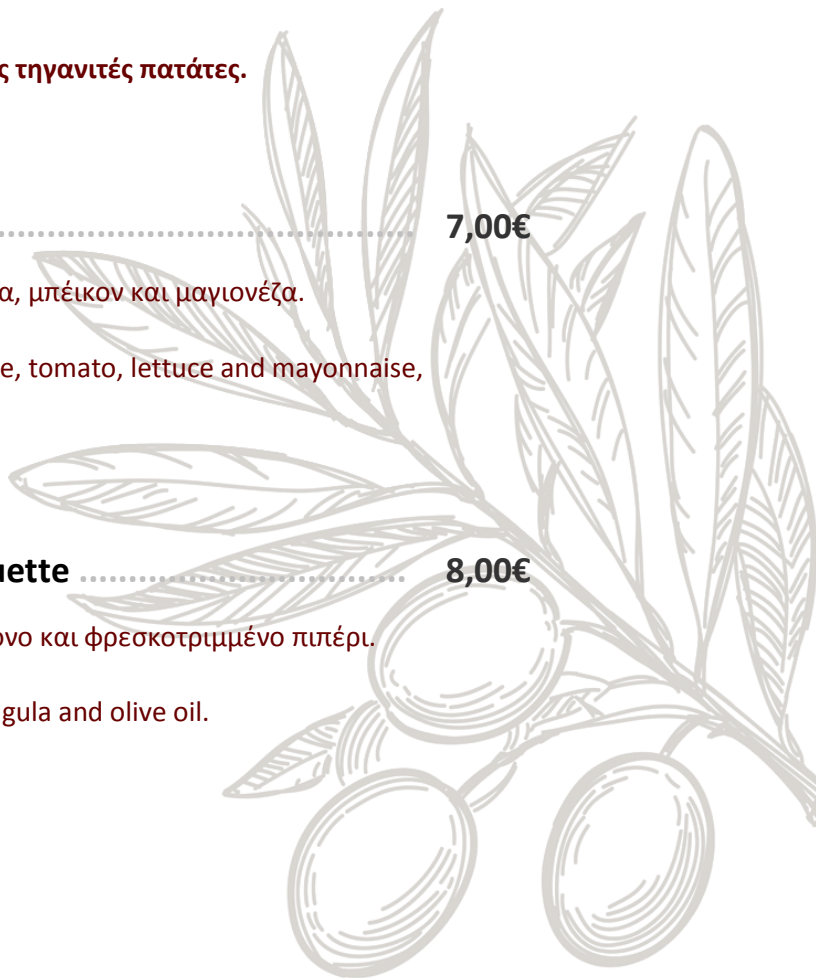 ς τηγανιτές πατάτες.
7,00€
α, μπέικον και μαγιονέζα.
e, tomato, lettuce and mayonnaise,
uette 8,00€
ονο και φρεσκοτριμμένο πιπέρι.
gula and olive oil.